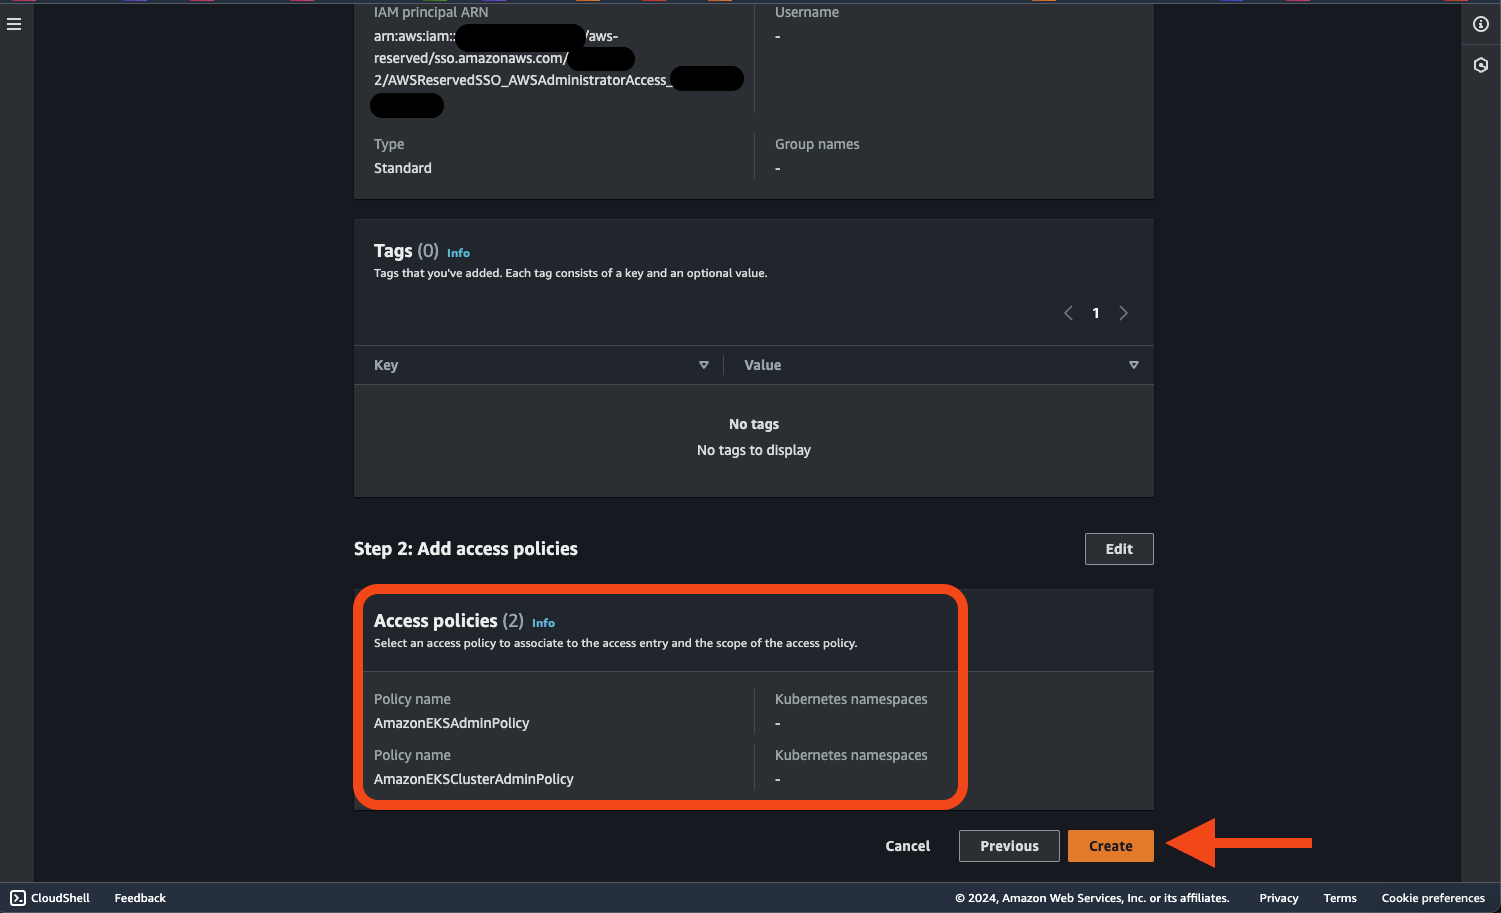 IAM principal ARN
Username
arn:aws:iam:: /aws-
-
reserved/sso.amazonaws.com/
2/AWSReservedSSO_AWSAdministratorAccess_
Type
Group names
Standard
-
Tags (0) Info
Tags that you've added. Each tag consists of a key and an optional value.
1
Key
Value
No tags
No tags to display
Step 2: Add access policies
Edit
Access policies (2) Info
Select an access policy to associate to the access entry and the scope of the access policy.
Policy name
Kubernetes namespaces
AmazonEKSAdminPolicy
-
Policy name
Kubernetes namespaces
AmazonEKSClusterAdminPolicy
-
Cancel
Previous
Create
CloudShell
Feedback
© 2024, Amazon Web Services, Inc. or its affiliates.
Privacy
Terms
Cookie preferences